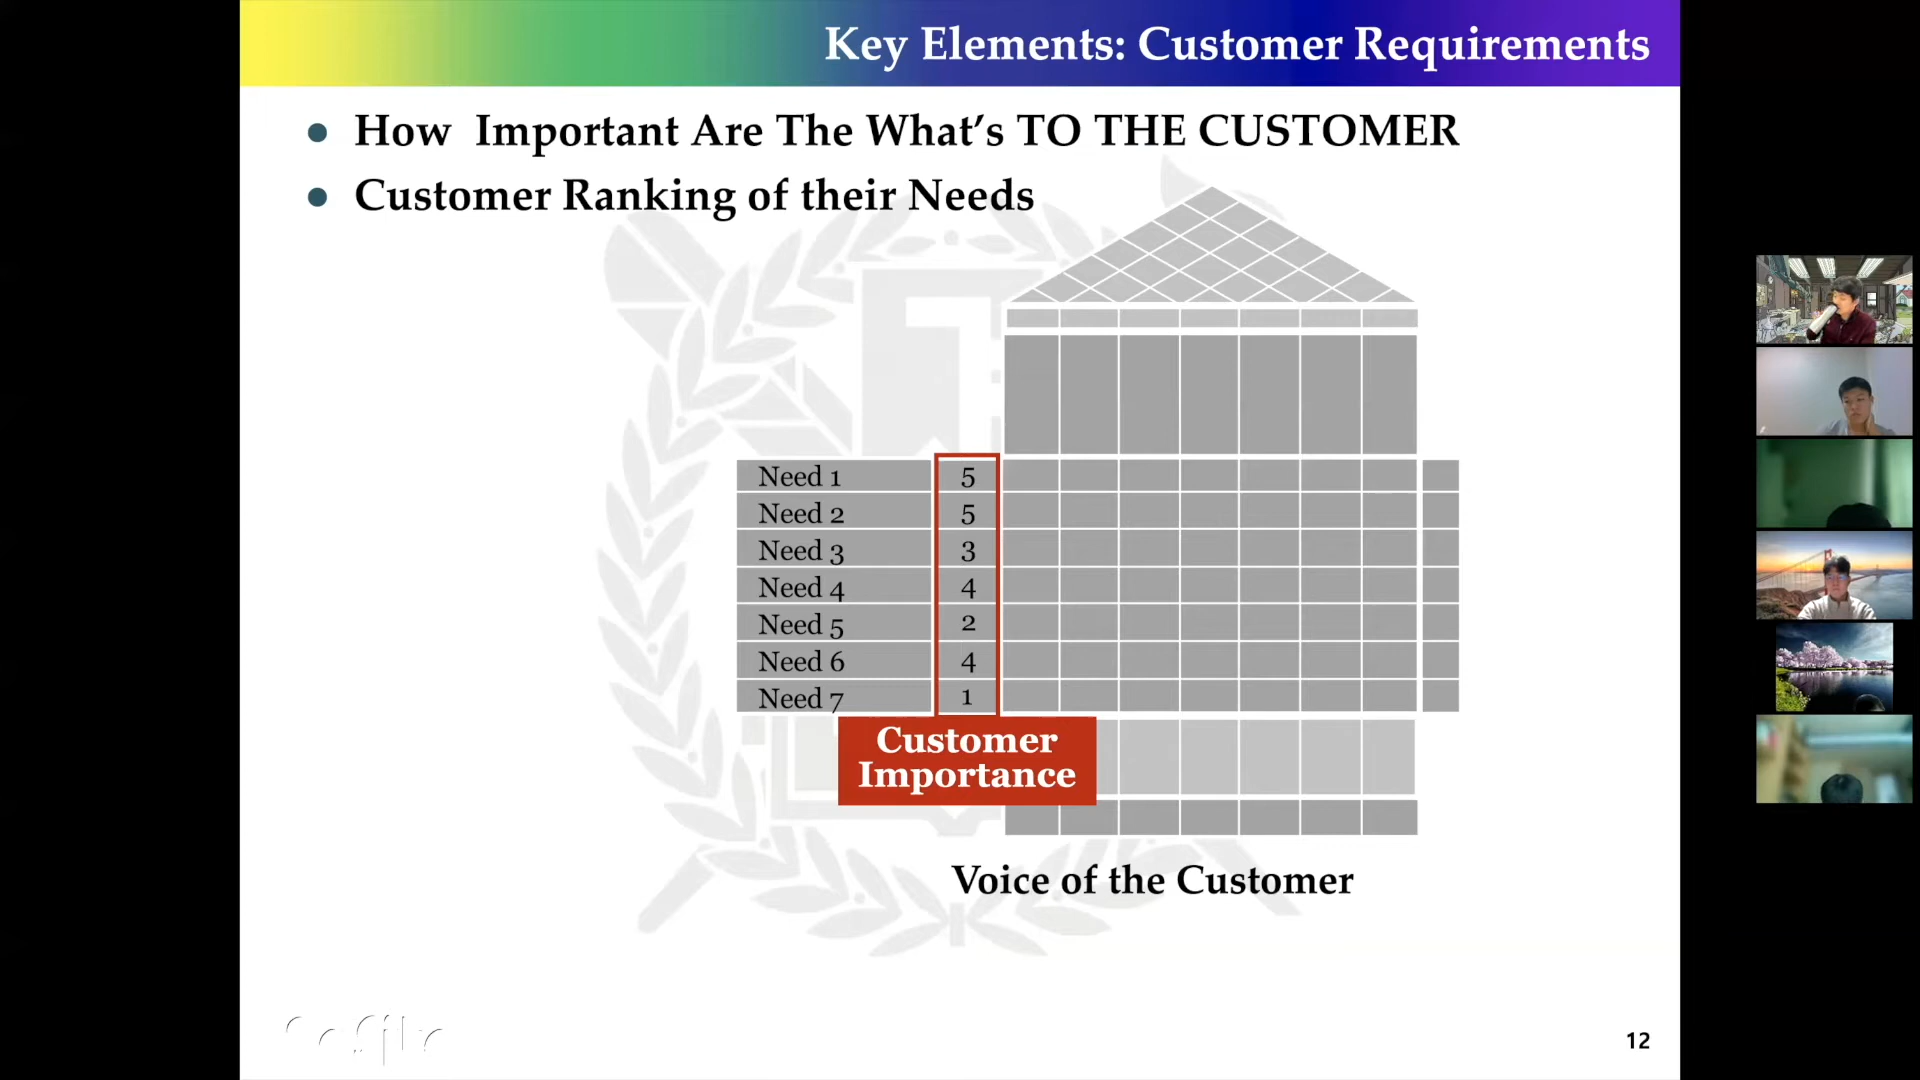 Key Elements: Customer Requirements
How Important Are The What's TO THE CUSTOMER
Customer Ranking of their Needs
Need 1 5
Need 2 5
Need 3 3
Need 4 4
Need 5 2
Need 6 4
Need 7 1
Customer
Importance
Voice of the Customer
12